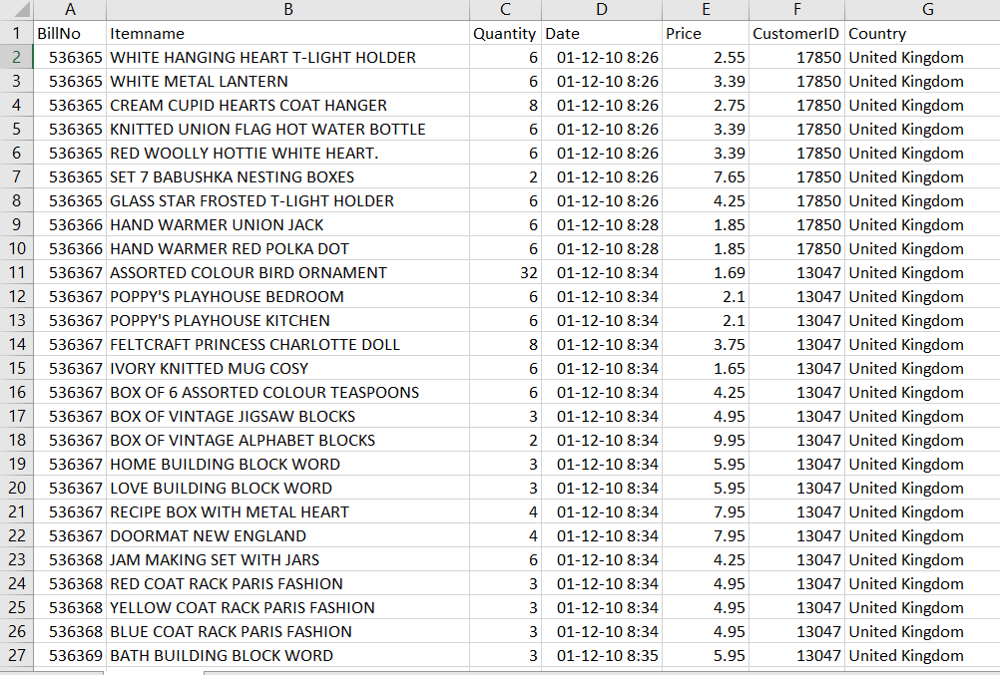 A B C D E F G
1 BillNo Itemname Quantity Date Price CustomerID Country
2 536365 WHITE HANGING HEART T-LIGHT HOLDER 6 01-12-10 8:26 2.55 17850 United Kingdom
3 536365 WHITE METAL LANTERN 6 01-12-10 8:26 3.39 17850 United Kingdom
4 536365 CREAM CUPID HEARTS COAT HANGER 8 01-12-10 8:26 2.75 17850 United Kingdom
5 536365 KNITTED UNION FLAG HOT WATER BOTTLE 6 01-12-10 8:26 3.39 17850 United Kingdom
6 536365 RED WOOLLY HOTTIE WHITE HEART. 6 01-12-10 8:26 3.39 17850 United Kingdom
7 536365 SET 7 BABUSHKA NESTING BOXES 2 01-12-10 8:26 7.65 17850 United Kingdom
8 536365 GLASS STAR FROSTED T-LIGHT HOLDER 6 01-12-10 8:26 4.25 17850 United Kingdom
9 536366 HAND WARMER UNION JACK 6 01-12-10 8:28 1.85 17850 United Kingdom
10 536366 HAND WARMER RED POLKA DOT 6 01-12-10 8:28 1.85 17850 United Kingdom
11 536367 ASSORTED COLOUR BIRD ORNAMENT 32 01-12-10 8:34 1.69 13047 United Kingdom
12 536367 POPPY'S PLAYHOUSE BEDROOM 6 01-12-10 8:34 2.1 13047 United Kingdom
13 536367 POPPY'S PLAYHOUSE KITCHEN 6 01-12-10 8:34 2.1 13047 United Kingdom
14 536367 FELTCRAFT PRINCESS CHARLOTTE DOLL 8 01-12-10 8:34 3.75 13047 United Kingdom
15 536367 IVORY KNITTED MUG COSY 6 01-12-10 8:34 1.65 13047 United Kingdom
16 536367 BOX OF 6 ASSORTED COLOUR TEASPOONS 6 01-12-10 8:34 4.25 13047 United Kingdom
17 536367 BOX OF VINTAGE JIGSAW BLOCKS 3 01-12-10 8:34 4.95 13047 United Kingdom
18 536367 BOX OF VINTAGE ALPHABET BLOCKS 2 01-12-10 8:34 9.95 13047 United Kingdom
19 536367 HOME BUILDING BLOCK WORD 3 01-12-10 8:34 5.95 13047 United Kingdom
20 536367 LOVE BUILDING BLOCK WORD 3 01-12-10 8:34 5.95 13047 United Kingdom
21 536367 RECIPE BOX WITH METAL HEART 4 01-12-10 8:34 7.95 13047 United Kingdom
22 536367 DOORMAT NEW ENGLAND 4 01-12-10 8:34 7.95 13047 United Kingdom
23 536368 JAM MAKING SET WITH JARS 6 01-12-10 8:34 4.25 13047 United Kingdom
24 536368 RED COAT RACK PARIS FASHION 3 01-12-10 8:34 4.95 13047 United Kingdom
25 536368 YELLOW COAT RACK PARIS FASHION 3 01-12-10 8:34 4.95 13047 United Kingdom
26 536368 BLUE COAT RACK PARIS FASHION 3 01-12-10 8:34 4.95 13047 United Kingdom
27 536369 BATH BUILDING BLOCK WORD 3 01-12-10 8:35 5.95 13047 United Kingdom